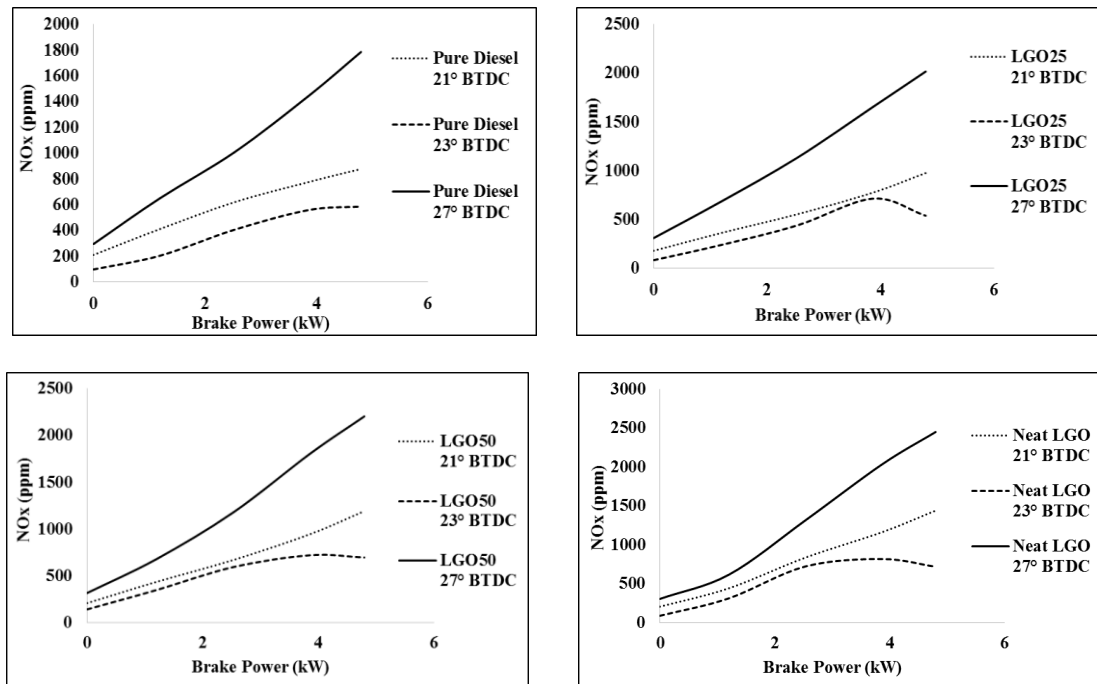 2000
1800
1600
1400
1200
1000
800
600
400
200
0
NOx (ppm)
0 2 4 6
Brake Power (kW)
Pure Diesel
21° BTDC
Pure Diesel
23° BTDC
Pure Diesel
27° BTDC
2500
2000
1500
1000
500
0
NOx (ppm)
0 2 4 6
Brake Power (kW)
LGO25
21° BTDC
LGO25
23° BTDC
LGO25
27° BTDC
2500
2000
1500
1000
500
0
NOx (ppm)
0 2 4 6
Brake Power (kW)
LGO50
21° BTDC
LGO50
23° BTDC
LGO50
27° BTDC
3000
2500
2000
1500
1000
500
0
NOx (ppm)
0 2 4 6
Brake Power (kW)
Neat LGO
21° BTDC
Neat LGO
23° BTDC
Neat LGO
27° BTDC